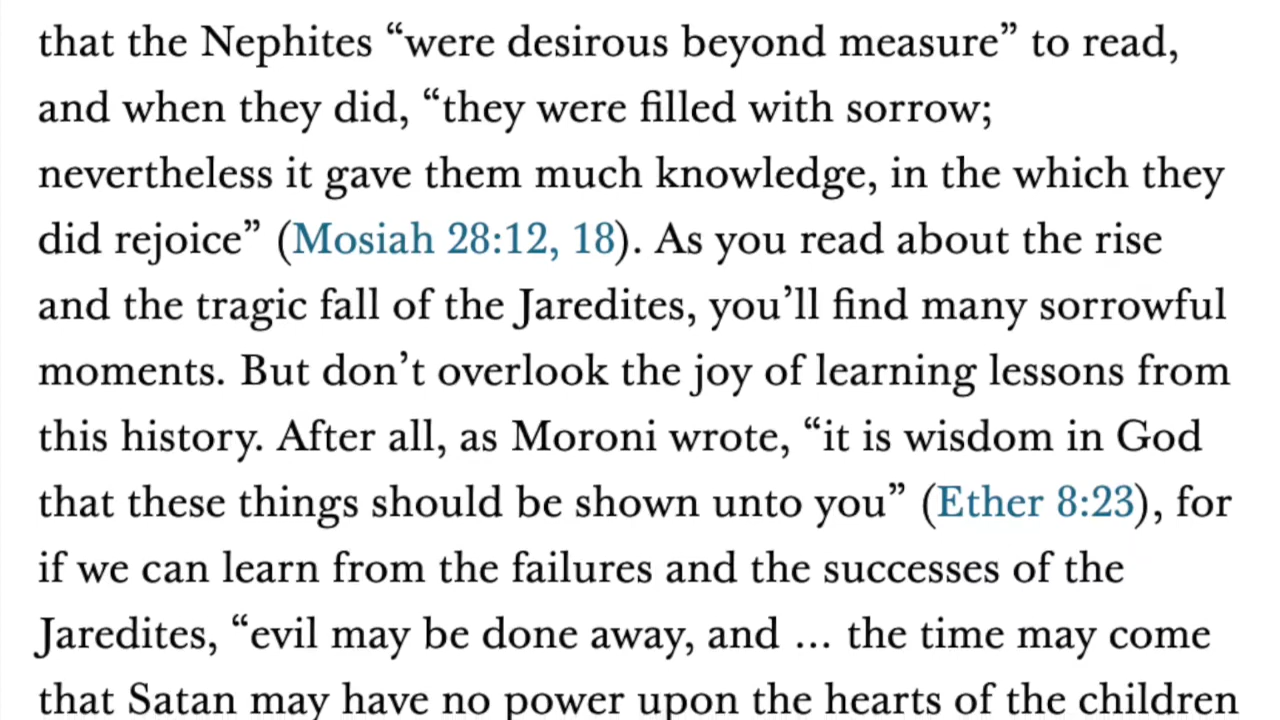 that the Nephites “were desirous beyond measure” to read,
and when they did, “they were filled with sorrow;
nevertheless it gave them much knowledge, in the which they
did rejoice” (Mosiah 28:12, 18). As you read about the rise
and the tragic fall of the Jaredites, you’ll find many sorrowful
moments. But don’t overlook the joy of learning lessons from
this history. After all, as Moroni wrote, “it is wisdom in God
that these things should be shown unto you” (Ether 8:23), for
if we can learn from the failures and the successes of the
Jaredites, “evil may be done away, and … the time may come
that Satan may have no power upon the hearts of the children